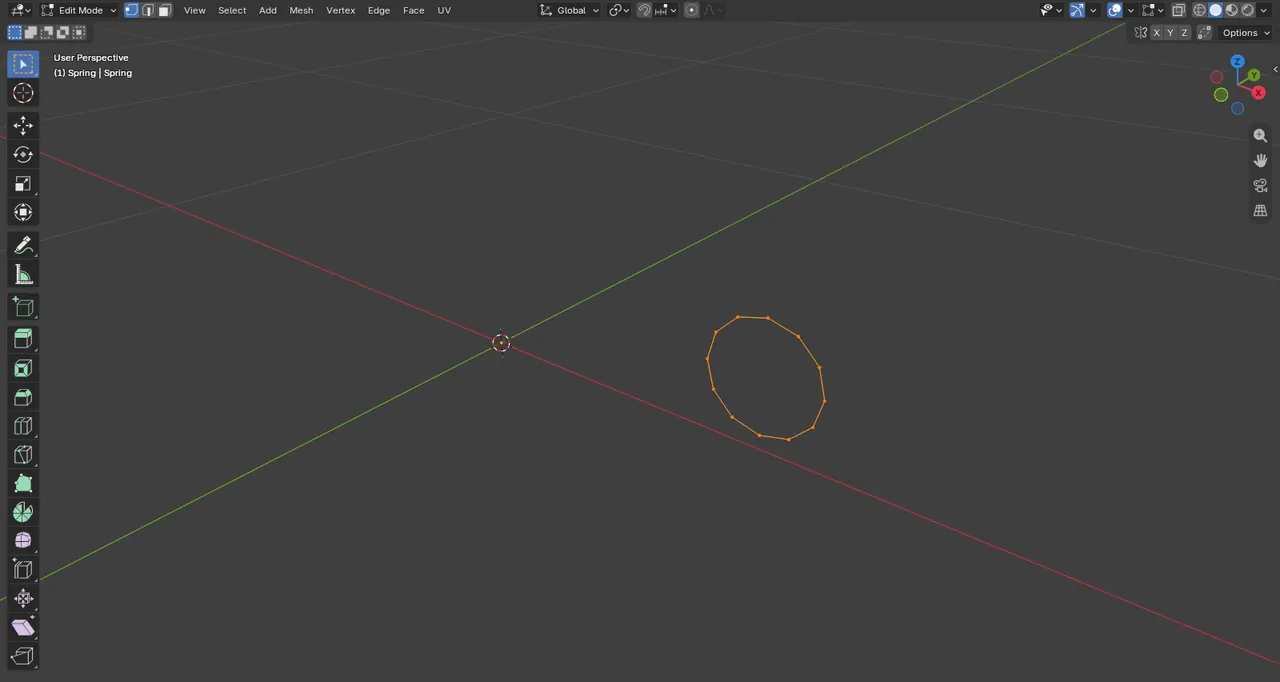 Edit Mode View Select Add Mesh Vertex Edge Face UV Global
X Y Z Options
User Perspective
(1) Spring | Spring
Z
Y
X